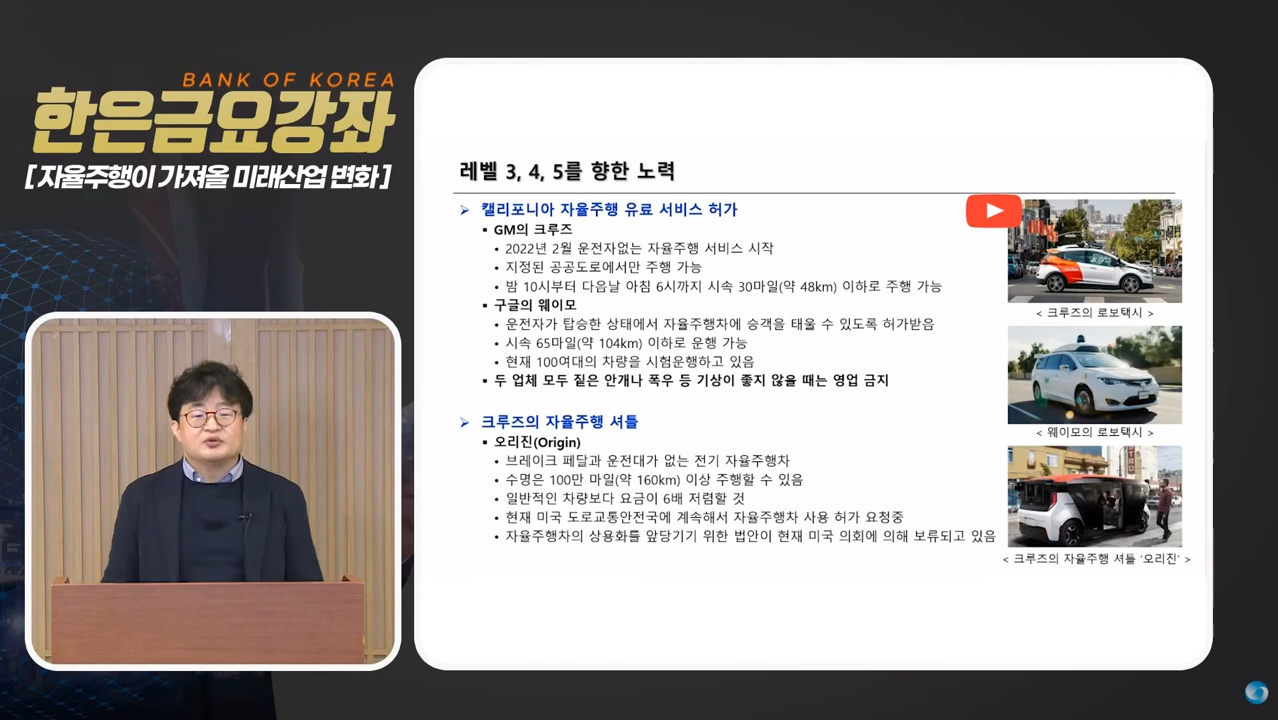 BANK OF KOREA
한은금요강좌
[ 자율주행이 가져올 미래산업 변화 ]
레벨 3, 4, 5를 향한 노력
➢ 캘리포니아 자율주행 유료 서비스 허가
▪ GM의 크루즈
• 2022년 2월 운전자없는 자율주행 서비스 시작
• 지정된 공공도로에서만 주행 가능
• 밤 10시부터 다음날 아침 6시까지 시속 30마일(약 48km) 이하로 주행 가능
▪ 구글의 웨이모
• 운전자가 탑승한 상태에서 자율주행차에 승객을 태울 수 있도록 허가받음
• 시속 65마일(약 104km) 이하로 운행 가능
• 현재 100여대의 차량을 시험운행하고 있음
▪ 두 업체 모두 짙은 안개나 폭우 등 기상이 좋지 않을 때는 영업 금지
➢ 크루즈의 자율주행 셔틀
▪ 오리진(Origin)
• 브레이크 페달과 운전대가 없는 전기 자율주행차
• 수명은 100만 마일(약 160km) 이상 주행할 수 있음
• 일반적인 차량보다 요금이 6배 저렴할 것
• 현재 미국 도로교통안전국에 계속해서 자율주행차 사용 허가 요청중
• 자율주행차의 상용화를 앞당기기 위한 법안이 현재 미국 의회에 의해 보류되고 있음
< 크루즈의 로보택시 >
< 웨이모의 로보택시 >
< 크루즈의 자율주행 셔틀 '오리진' >